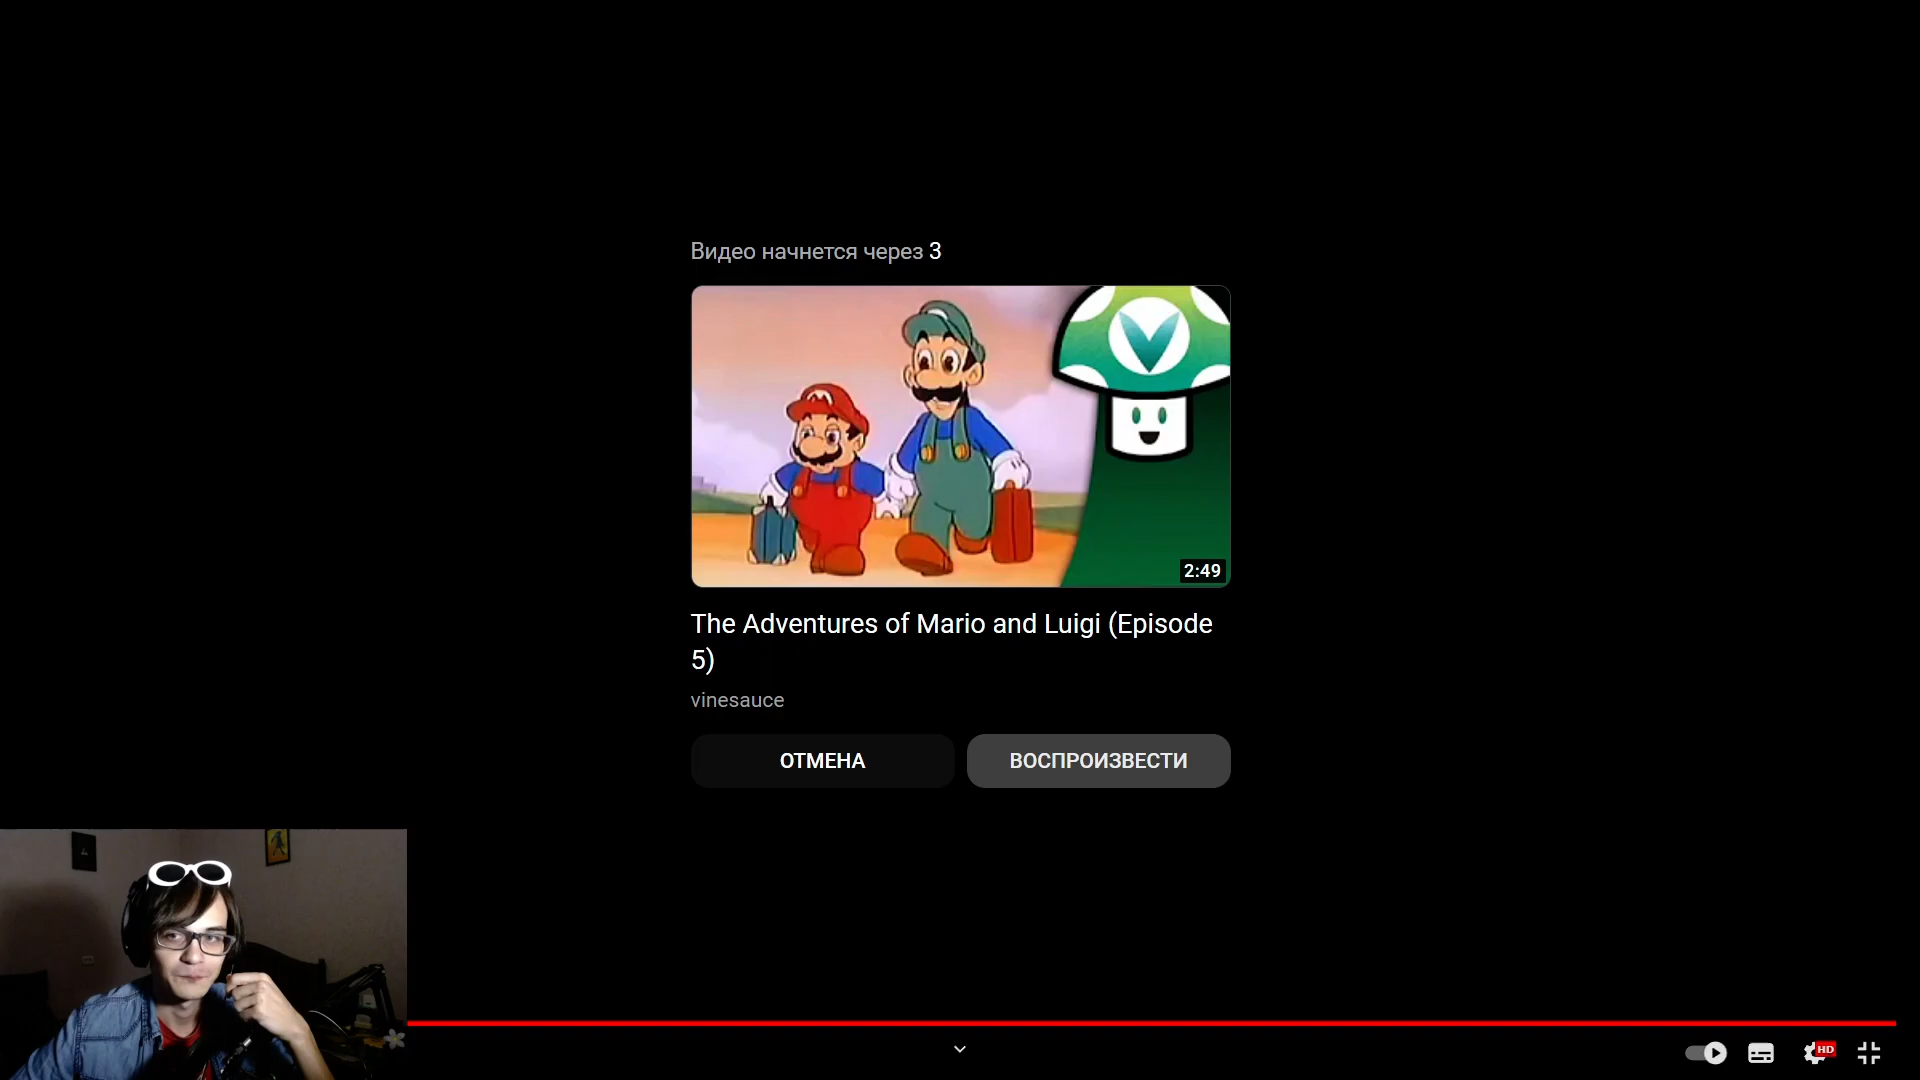 Видео начнется через 3
2:49
The Adventures of Mario and Luigi (Episode
5)
vinesauce
ОТМЕНА
ВОСПРОИЗВЕСТИ
HD